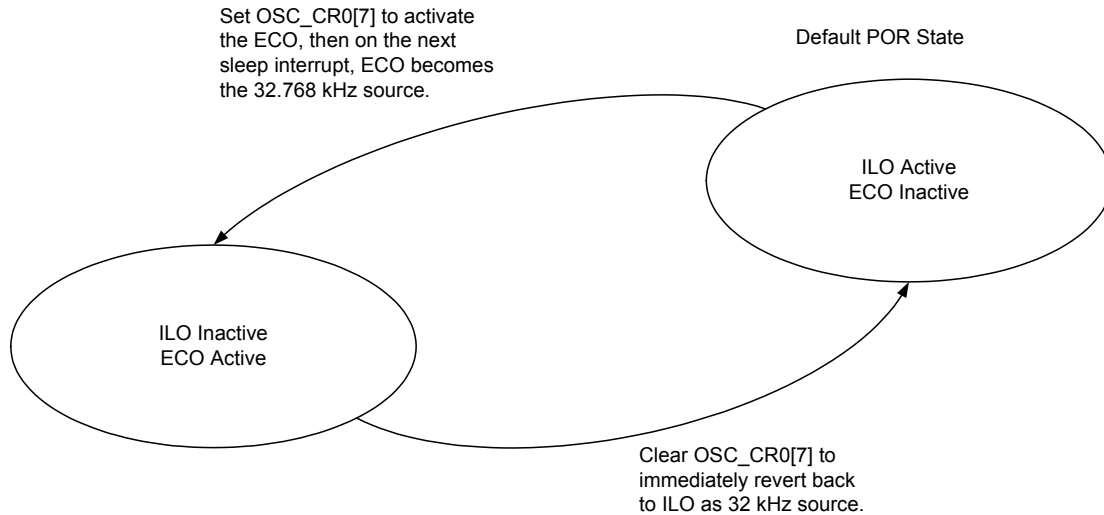 Set OSC_CR0[7] to activate
the ECO, then on the next
sleep interrupt, ECO becomes
the 32.768 kHz source.
Default POR State
ILO Active
ECO Inactive
ILO Inactive
ECO Active
Clear OSC_CR0[7] to
immediately revert back
to ILO as 32 kHz source.